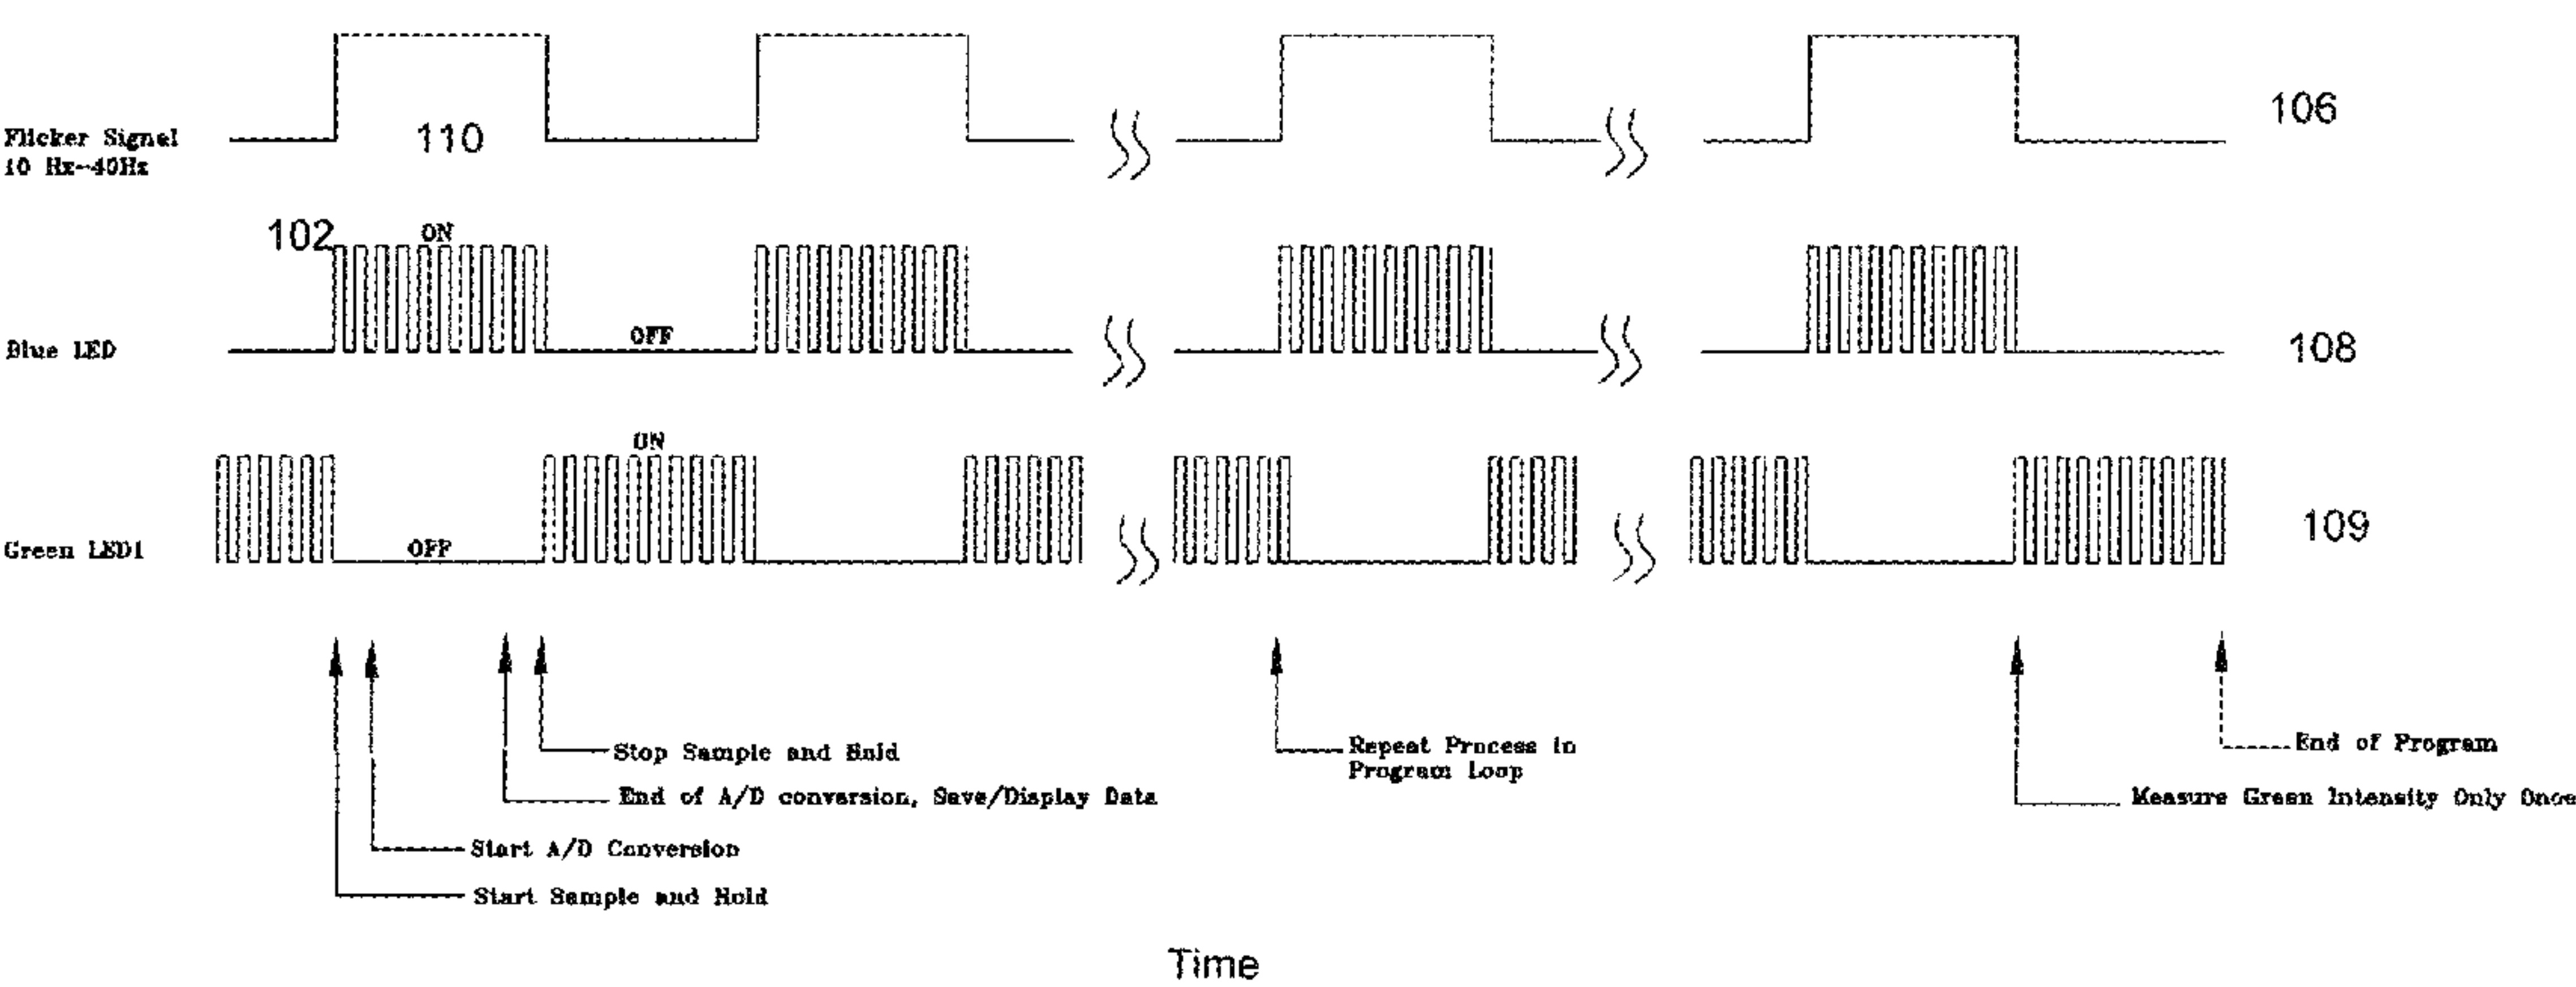 106
Flicker Signal
10 Hz--40Hz
110
102
ON
OFF
Blue LED
108
ON
OFF
Green LED1
109
Stop Sample and Hold
End of A/D conversion, Save/Display Data
Start A/D Conversion
Start Sample and Hold
Repeat Process in
Program Loop
End of Program
Measure Green Intensity Only Once
Time